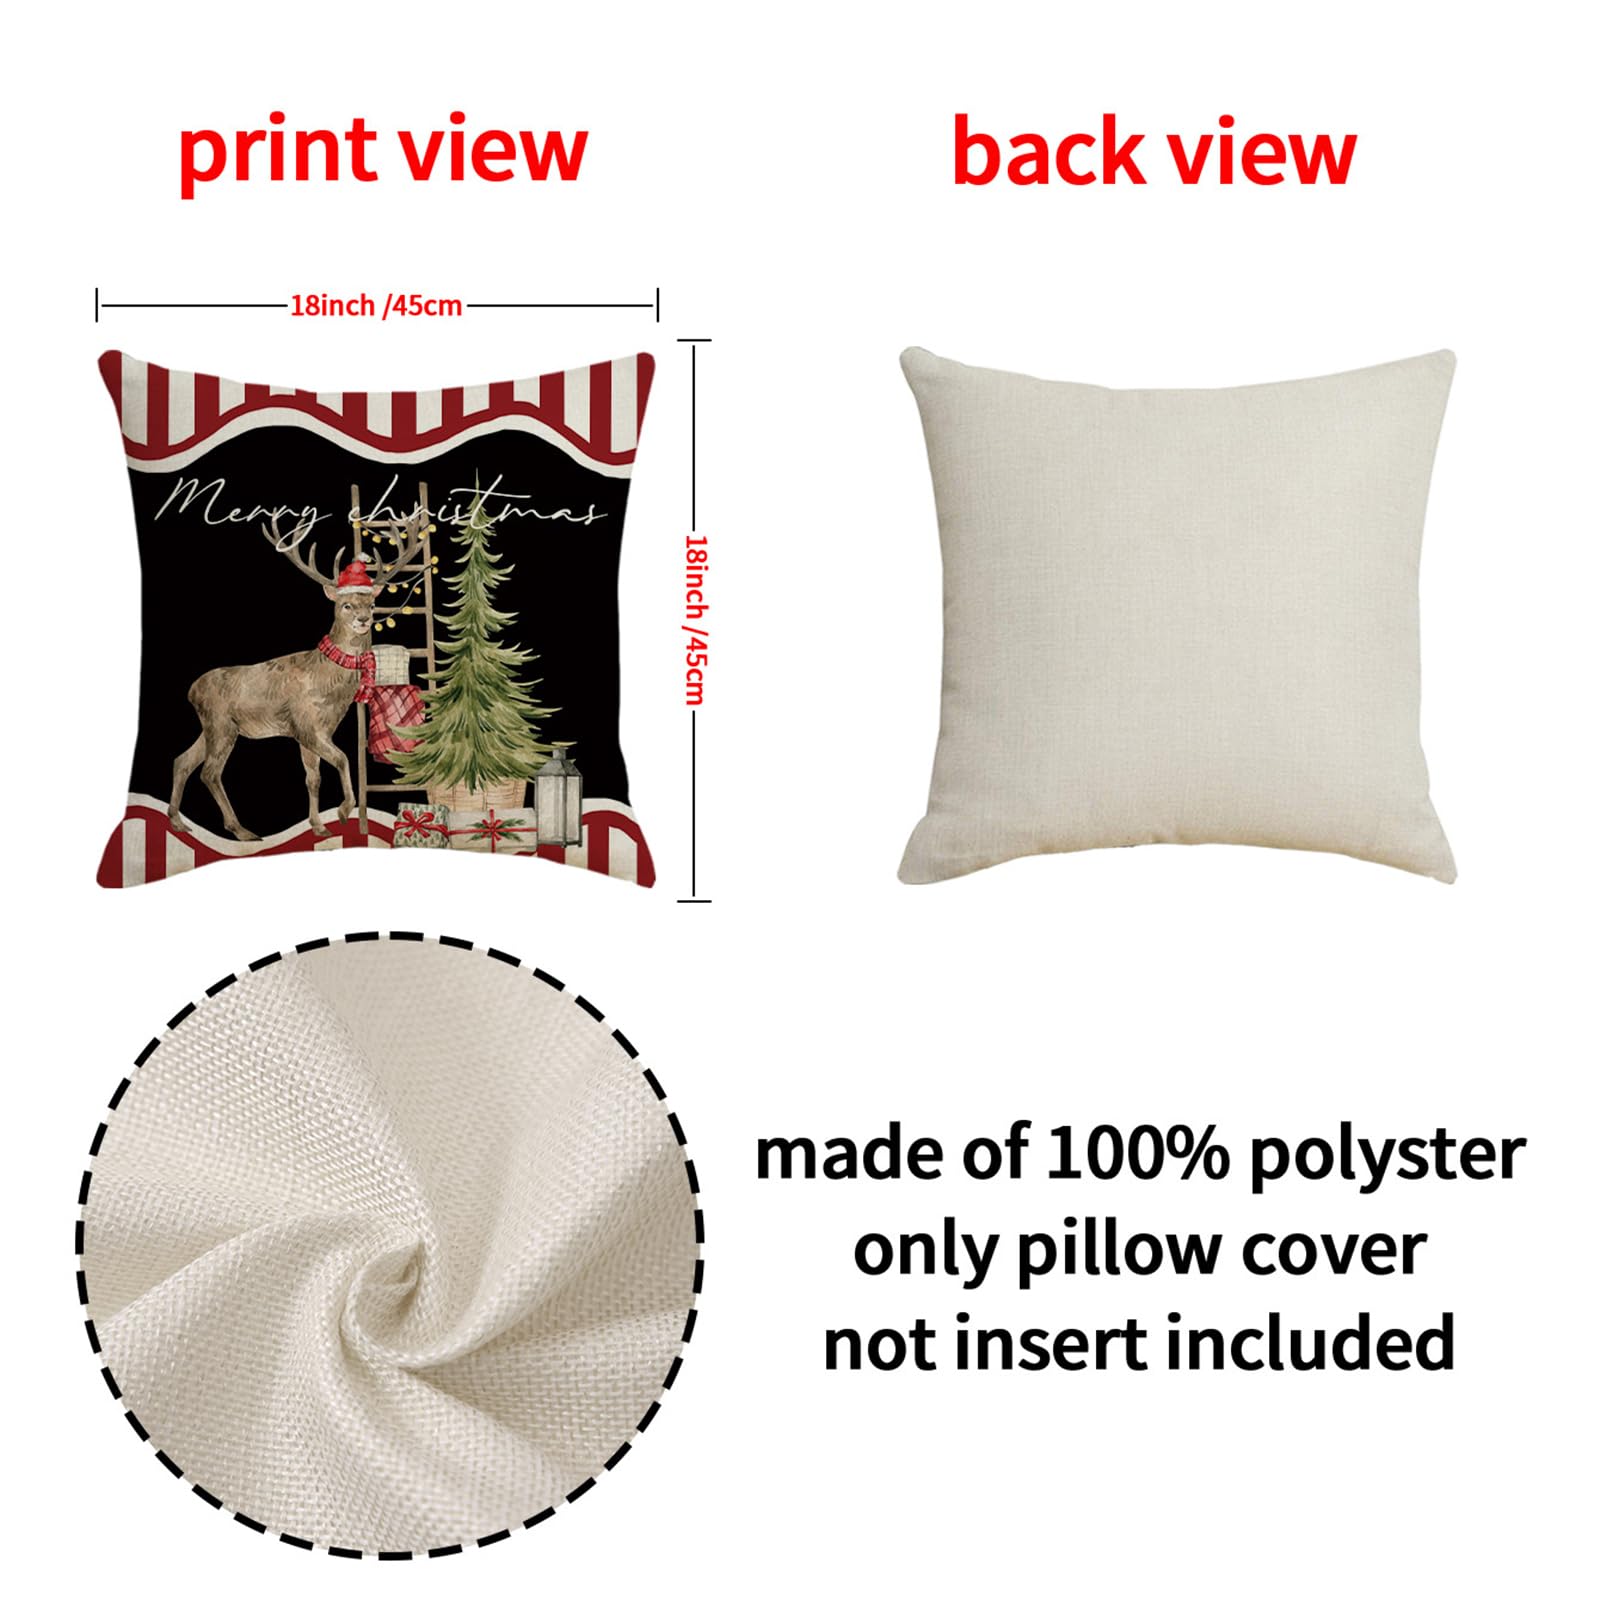 print view
back view
18inch /45cm
18inch /45cm
Merry christmas
made of 100% polyster
only pillow cover
not insert included